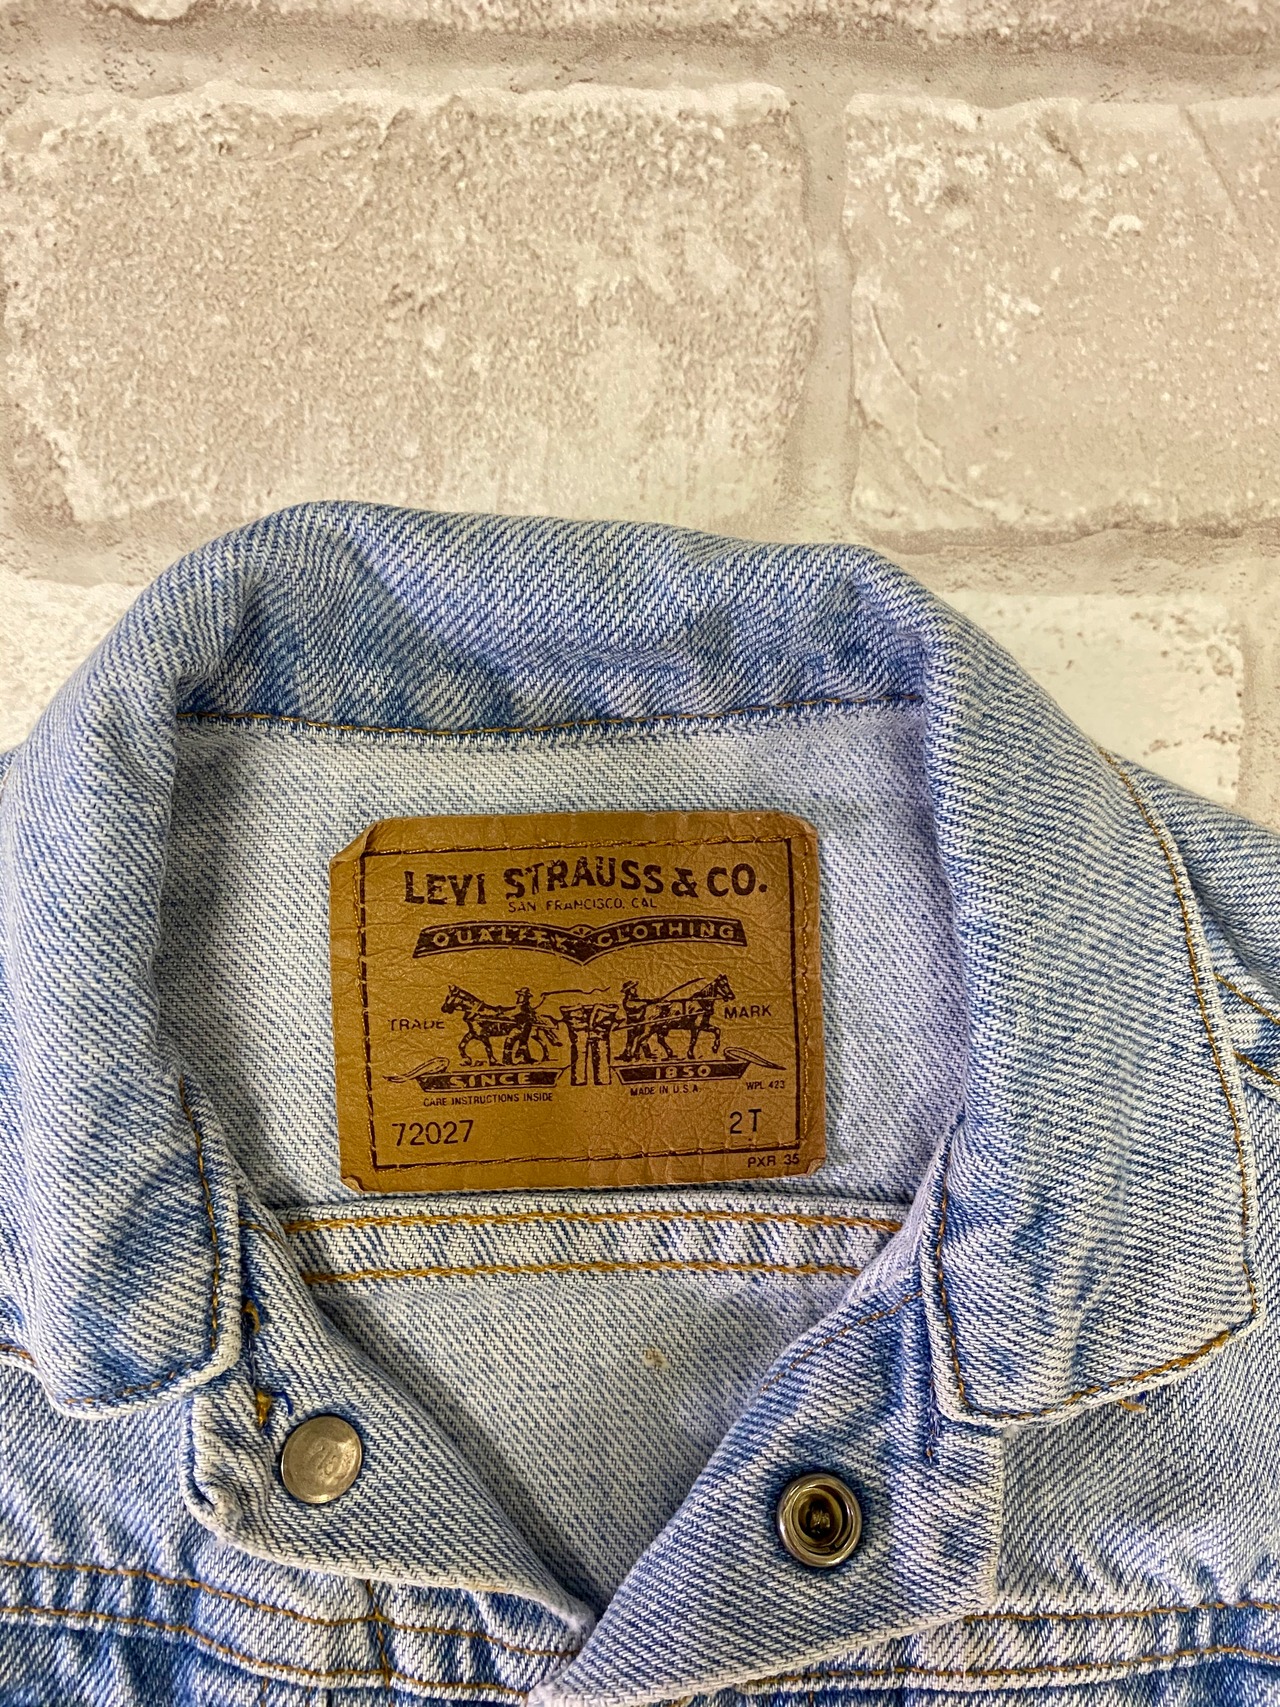 LEVI STRAUSS & CO.
SAN FRANCISCO, CAL
QUALITY CLOTHING
TRADE MARK
SINCE 1850
CARE INSTRUCTIONS INSIDE MADE IN U.S.A. WPL 423
72027 2T
PXR 35